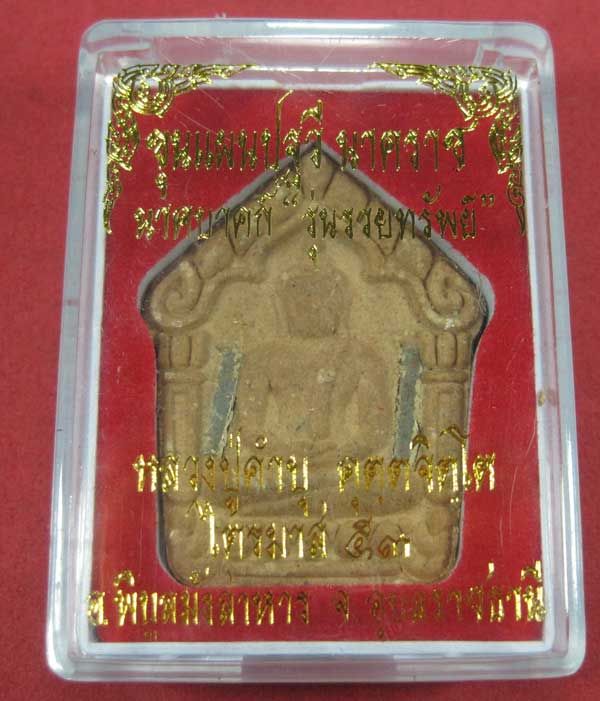 ขุนแผนปฐวี นาคราช
นาคบาศก์ "รุ่นรวยทรัพย์"
หลวงปู่คำบุ คุตฺตจิตฺโต
ไตรมาส ๕๓
อ.พิบูลมังสาหาร จ.อุบลราชธานี